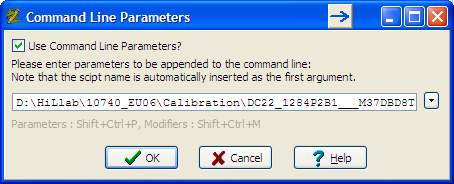 Command Line Parameters
Use Command Line Parameters?
Please enter parameters to be appended to the command line:
Note that the scipt name is automatically inserted as the first argument.
D:\HiLlab\10740_EU06\Calibration\DC22_1284P2B1___M37DBD8T
Parameters : Shift+Ctrl+P, Modifiers : Shift+Ctrl+M
OK
Cancel
Help